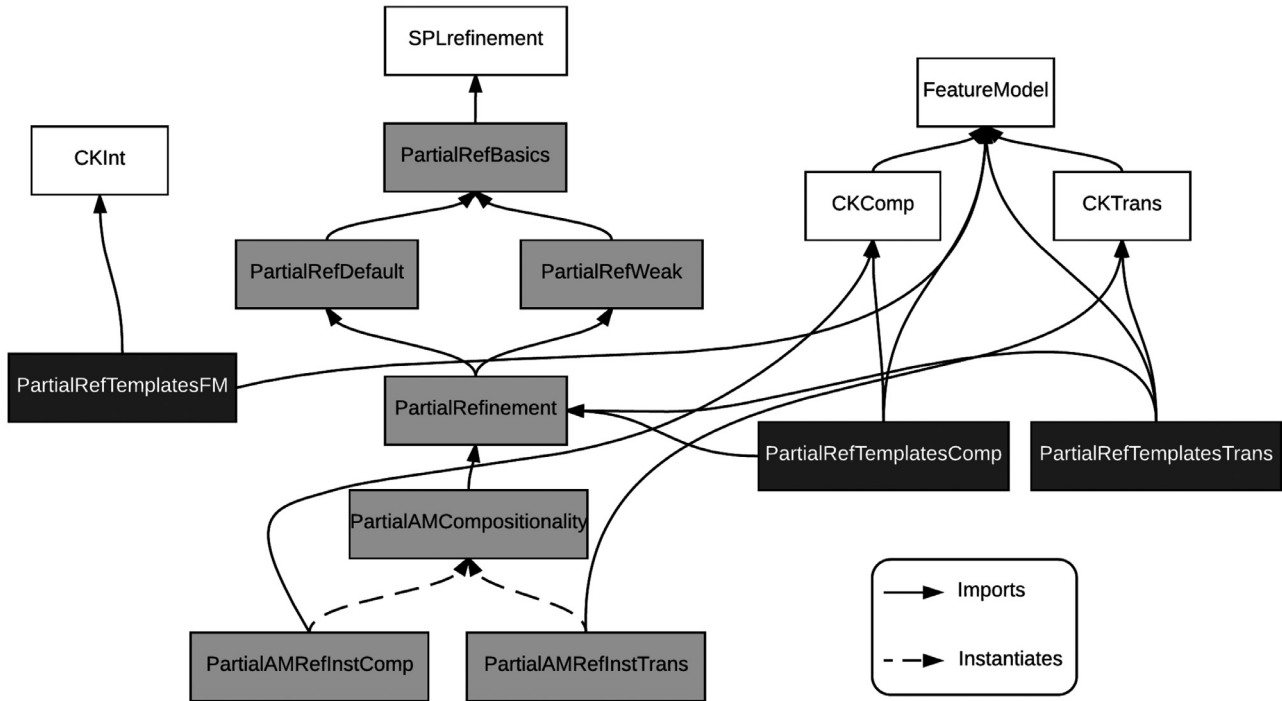 SPLrefinement
FeatureModel
CKInt
PartialRefBasics
CKComp
CKTrans
PartialRefDefault
PartialRefWeak
PartialRefTemplatesFM
PartialRefinement
PartialRefTemplatesComp
PartialRefTemplatesTrans
PartialAMCompositionality
Imports
Instantiates
PartialAMRefInstComp
PartialAMRefInstTrans